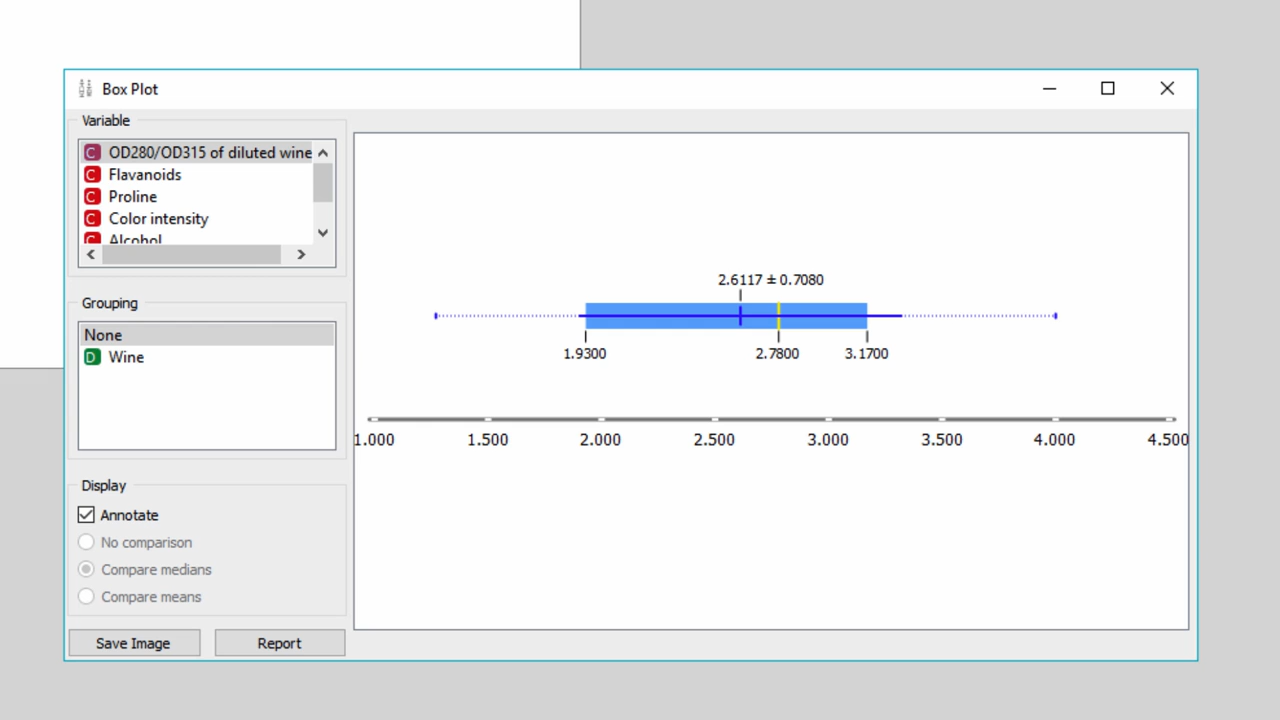 Box Plot
Variable
C OD280/OD315 of diluted wine
C Flavanoids
C Proline
C Color intensity
C Alcohol
Grouping
None
D Wine
Display
Annotate
No comparison
Compare medians
Compare means
Save Image
Report
2.6117 ± 0.7080
1.9300 2.7800 3.1700
1.000 1.500 2.000 2.500 3.000 3.500 4.000 4.500